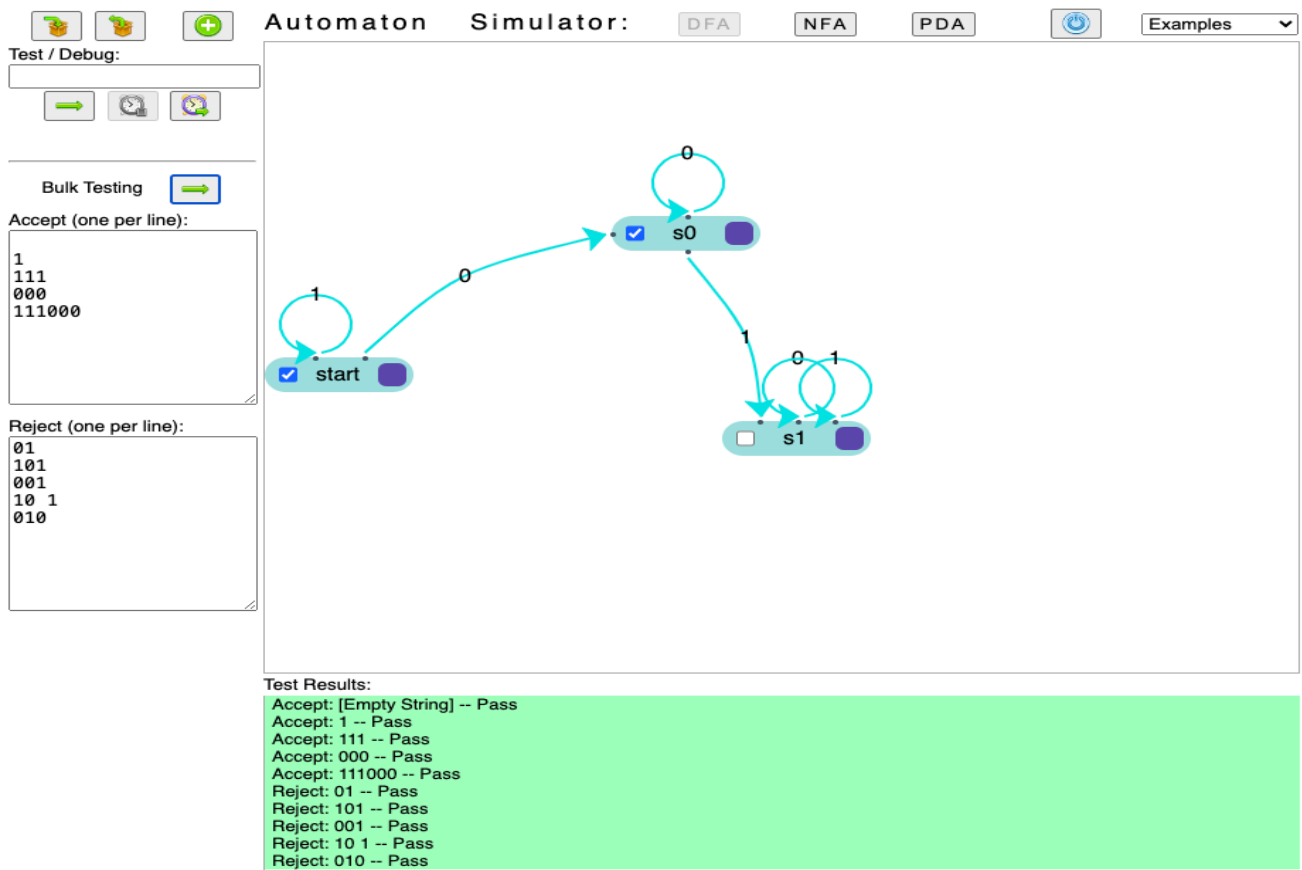 Automaton Simulator: DFA NFA PDA Examples
Test / Debug:
Bulk Testing
Accept (one per line):
1
111
000
111000
Reject (one per line):
01
101
001
10 1
010
0
s0
0
1
start
1
0 1
s1
Test Results:
Accept: [Empty String] -- Pass
Accept: 1 -- Pass
Accept: 111 -- Pass
Accept: 000 -- Pass
Accept: 111000 -- Pass
Reject: 01 -- Pass
Reject: 101 -- Pass
Reject: 001 -- Pass
Reject: 10 1 -- Pass
Reject: 010 -- Pass